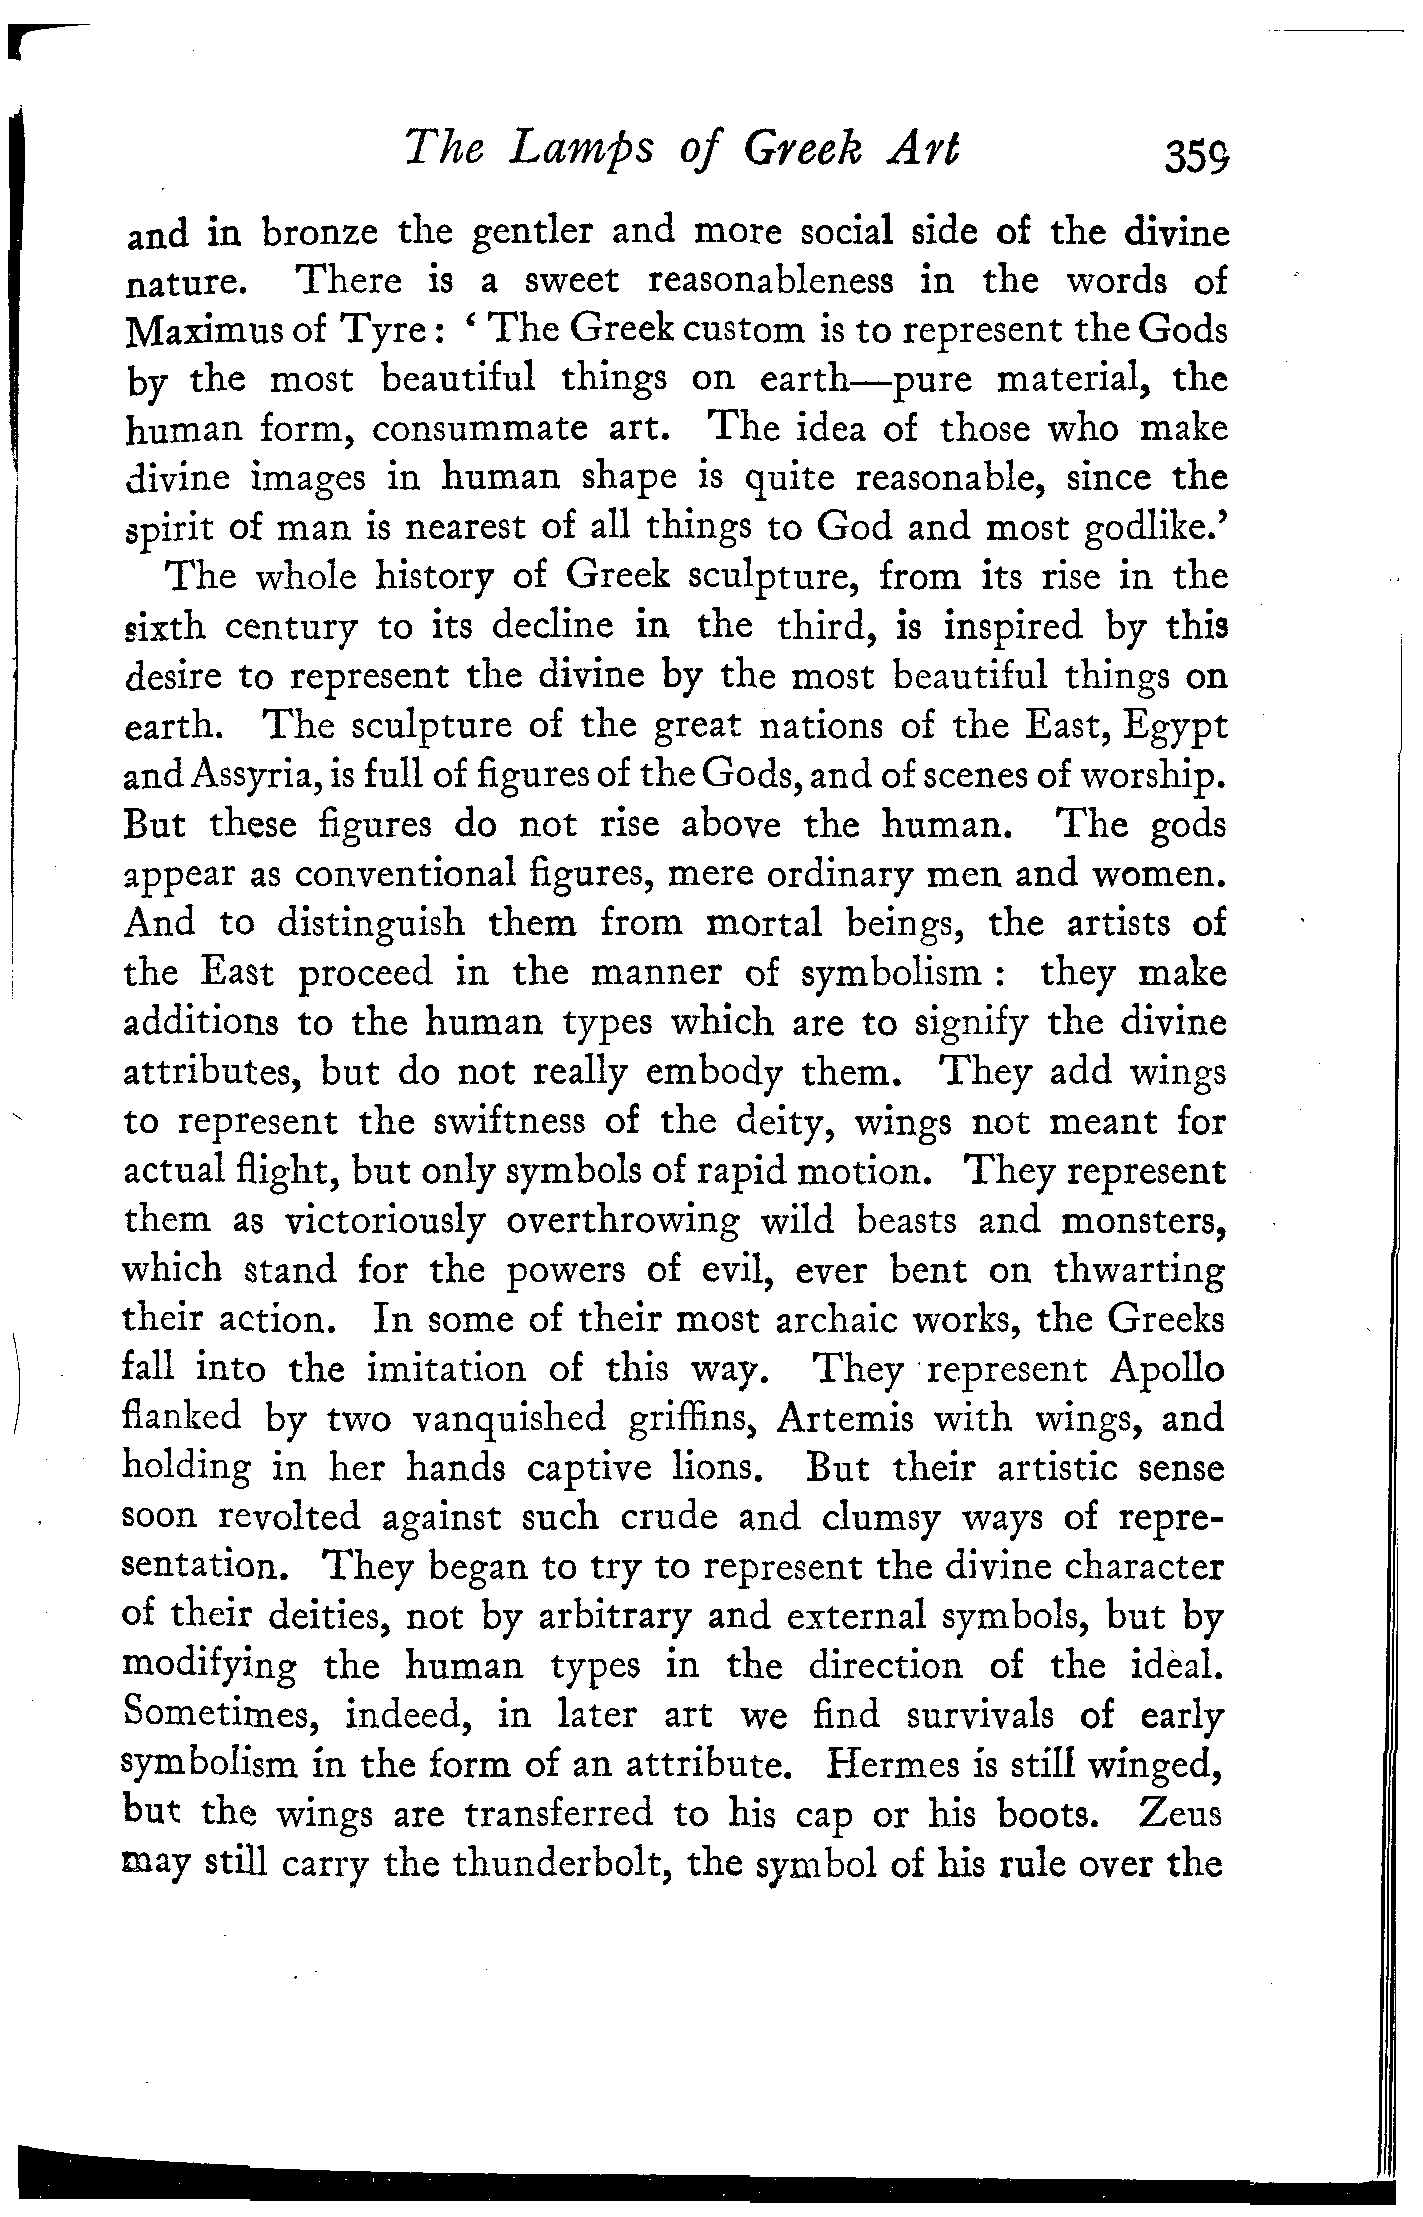 The Lamps of Greek Art 359
and in bronze the gentler and more social side of the divine
nature. There is a sweet reasonableness in the words of
Maximus of Tyre : ‘ The Greek custom is to represent the Gods
by the most beautiful things on earth—pure material, the
human form, consummate art. The idea of those who make
divine images in human shape is quite reasonable, since the
spirit of man is nearest of all things to God and most godlike.’
The whole history of Greek sculpture, from its rise in the
sixth century to its decline in the third, is inspired by this
desire to represent the divine by the most beautiful things on
earth. The sculpture of the great nations of the East, Egypt
and Assyria, is full of figures of the Gods, and of scenes of worship.
But these figures do not rise above the human. The gods
appear as conventional figures, mere ordinary men and women.
And to distinguish them from mortal beings, the artists of
the East proceed in the manner of symbolism : they make
additions to the human types which are to signify the divine
attributes, but do not really embody them. They add wings
to represent the swiftness of the deity, wings not meant for
actual flight, but only symbols of rapid motion. They represent
them as victoriously overthrowing wild beasts and monsters,
which stand for the powers of evil, ever bent on thwarting
their action. In some of their most archaic works, the Greeks
fall into the imitation of this way. They represent Apollo
flanked by two vanquished griffins, Artemis with wings, and
holding in her hands captive lions. But their artistic sense
soon revolted against such crude and clumsy ways of repre-
sentation. They began to try to represent the divine character
of their deities, not by arbitrary and external symbols, but by
modifying the human types in the direction of the ideal.
Sometimes, indeed, in later art we find survivals of early
symbolism in the form of an attribute. Hermes is still winged,
but the wings are transferred to his cap or his boots. Zeus
may still carry the thunderbolt, the symbol of his rule over the